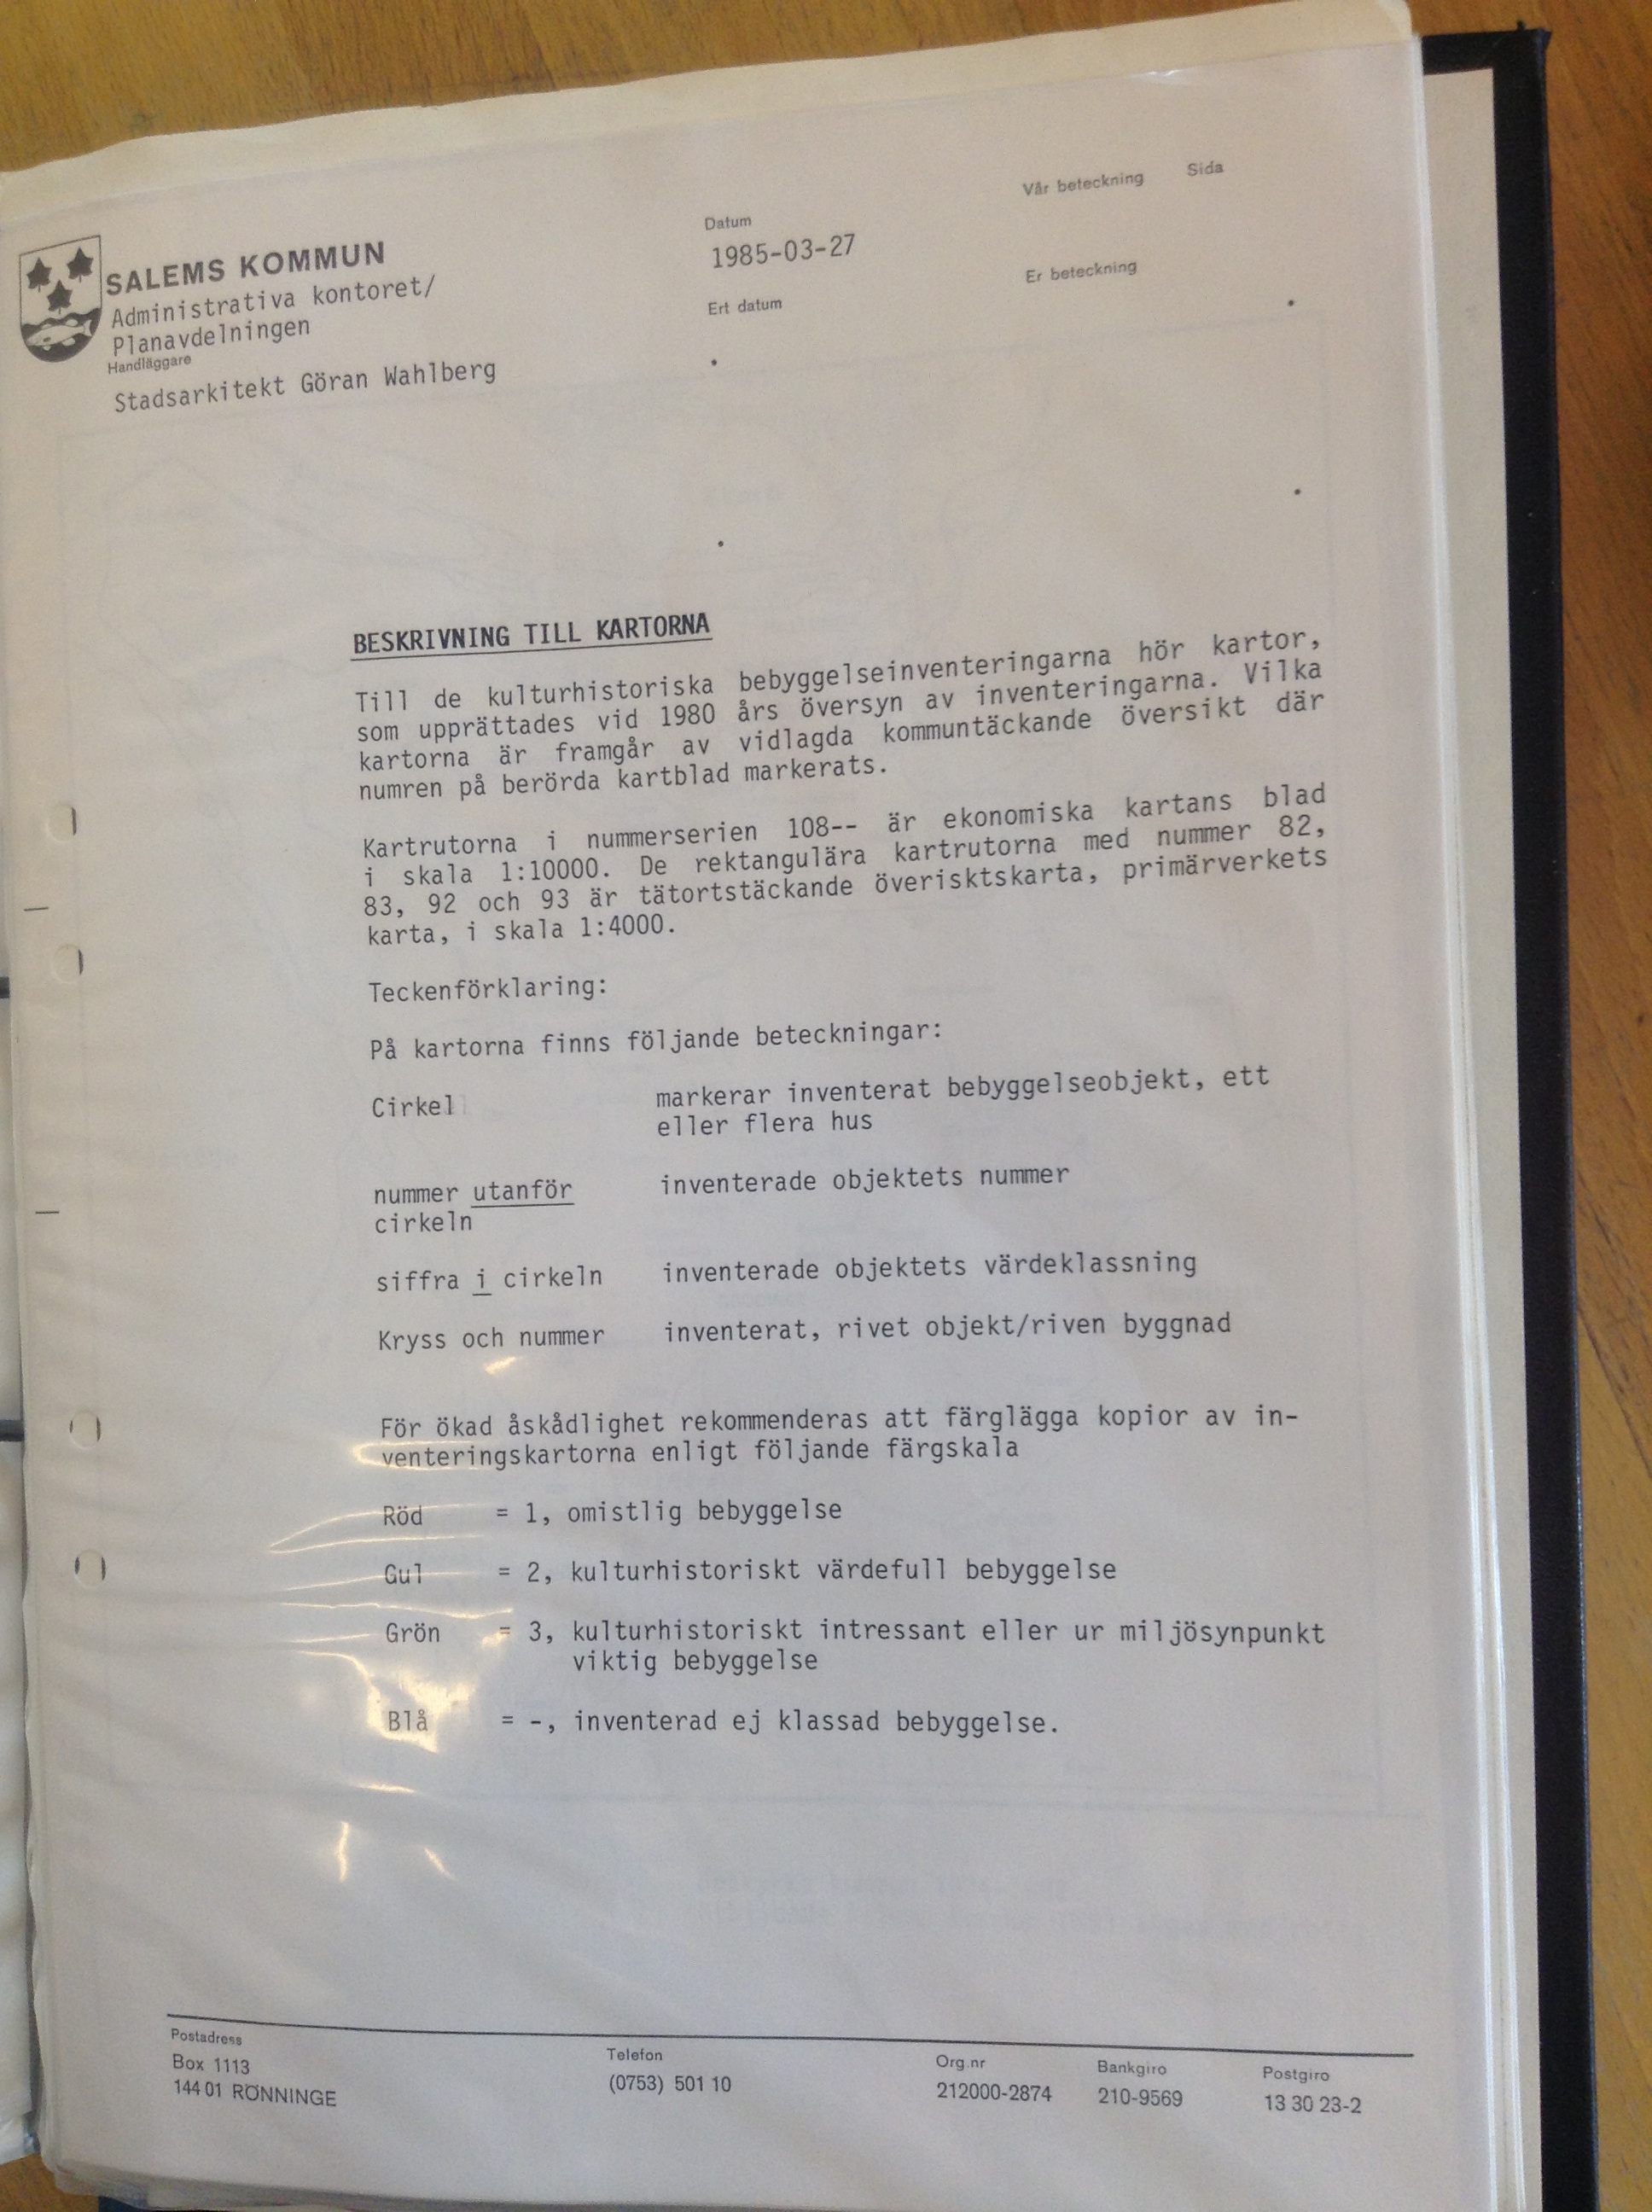 Vår beteckning Sida
Datum
1985-03-27
Er beteckning
Ert datum
SALEMS KOMMUN
Administrativa kontoret/
Planavdelningen
Handläggare
Stadsarkitekt Göran Wahlberg
BESKRIVNING TILL KARTORNA
Till de kulturhistoriska bebyggelseinventeringarna hör kartor,
som upprättades vid 1980 års översyn av inventeringarna. Vilka
kartorna är framgår av vidlagda kommuntäckande översikt där
numren på berörda kartblad markerats.
Kartrutorna i nummerserien 108-- är ekonomiska kartans blad
i skala 1:10000. De rektangulära kartrutorna med nummer 82,
83, 92 och 93 är tätortstäckande överisktskarta, primärverkets
karta, i skala 1:4000.
Teckenförklaring:
På kartorna finns följande beteckningar:
Cirkel markerar inventerat bebyggelseobjekt, ett
eller flera hus
nummer utanför inventerade objektets nummer
cirkeln
siffra i cirkeln inventerade objektets värdeklassning
Kryss och nummer inventerat, rivet objekt/riven byggnad
För ökad åskådlighet rekommenderas att färglägga kopior av in-
venteringskartorna enligt följande färgskala
Röd = 1, omistlig bebyggelse
Gul = 2, kulturhistoriskt värdefull bebyggelse
Grön = 3, kulturhistoriskt intressant eller ur miljösynpunkt
viktig bebyggelse
Blå = -, inventerad ej klassad bebyggelse.
Postadress Telefon Org.nr Bankgiro Postgiro
Box 1113 (0753) 501 10 212000-2874 210-9569 13 30 23-2
144 01 RÖNNINGE